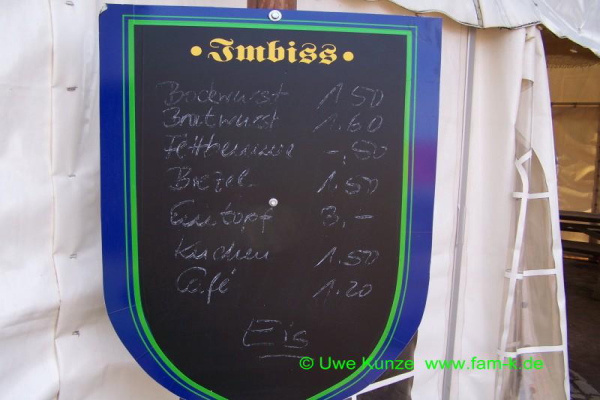 • Imbiss •
Bockwurst 1.50
Bratwurst 1.60
Fettbemme -,80
Brezel 1.50
Eintopf 3,-
Kuchen 1.50
Café 1.20
Eis
© Uwe Kunze www.fam-k.de